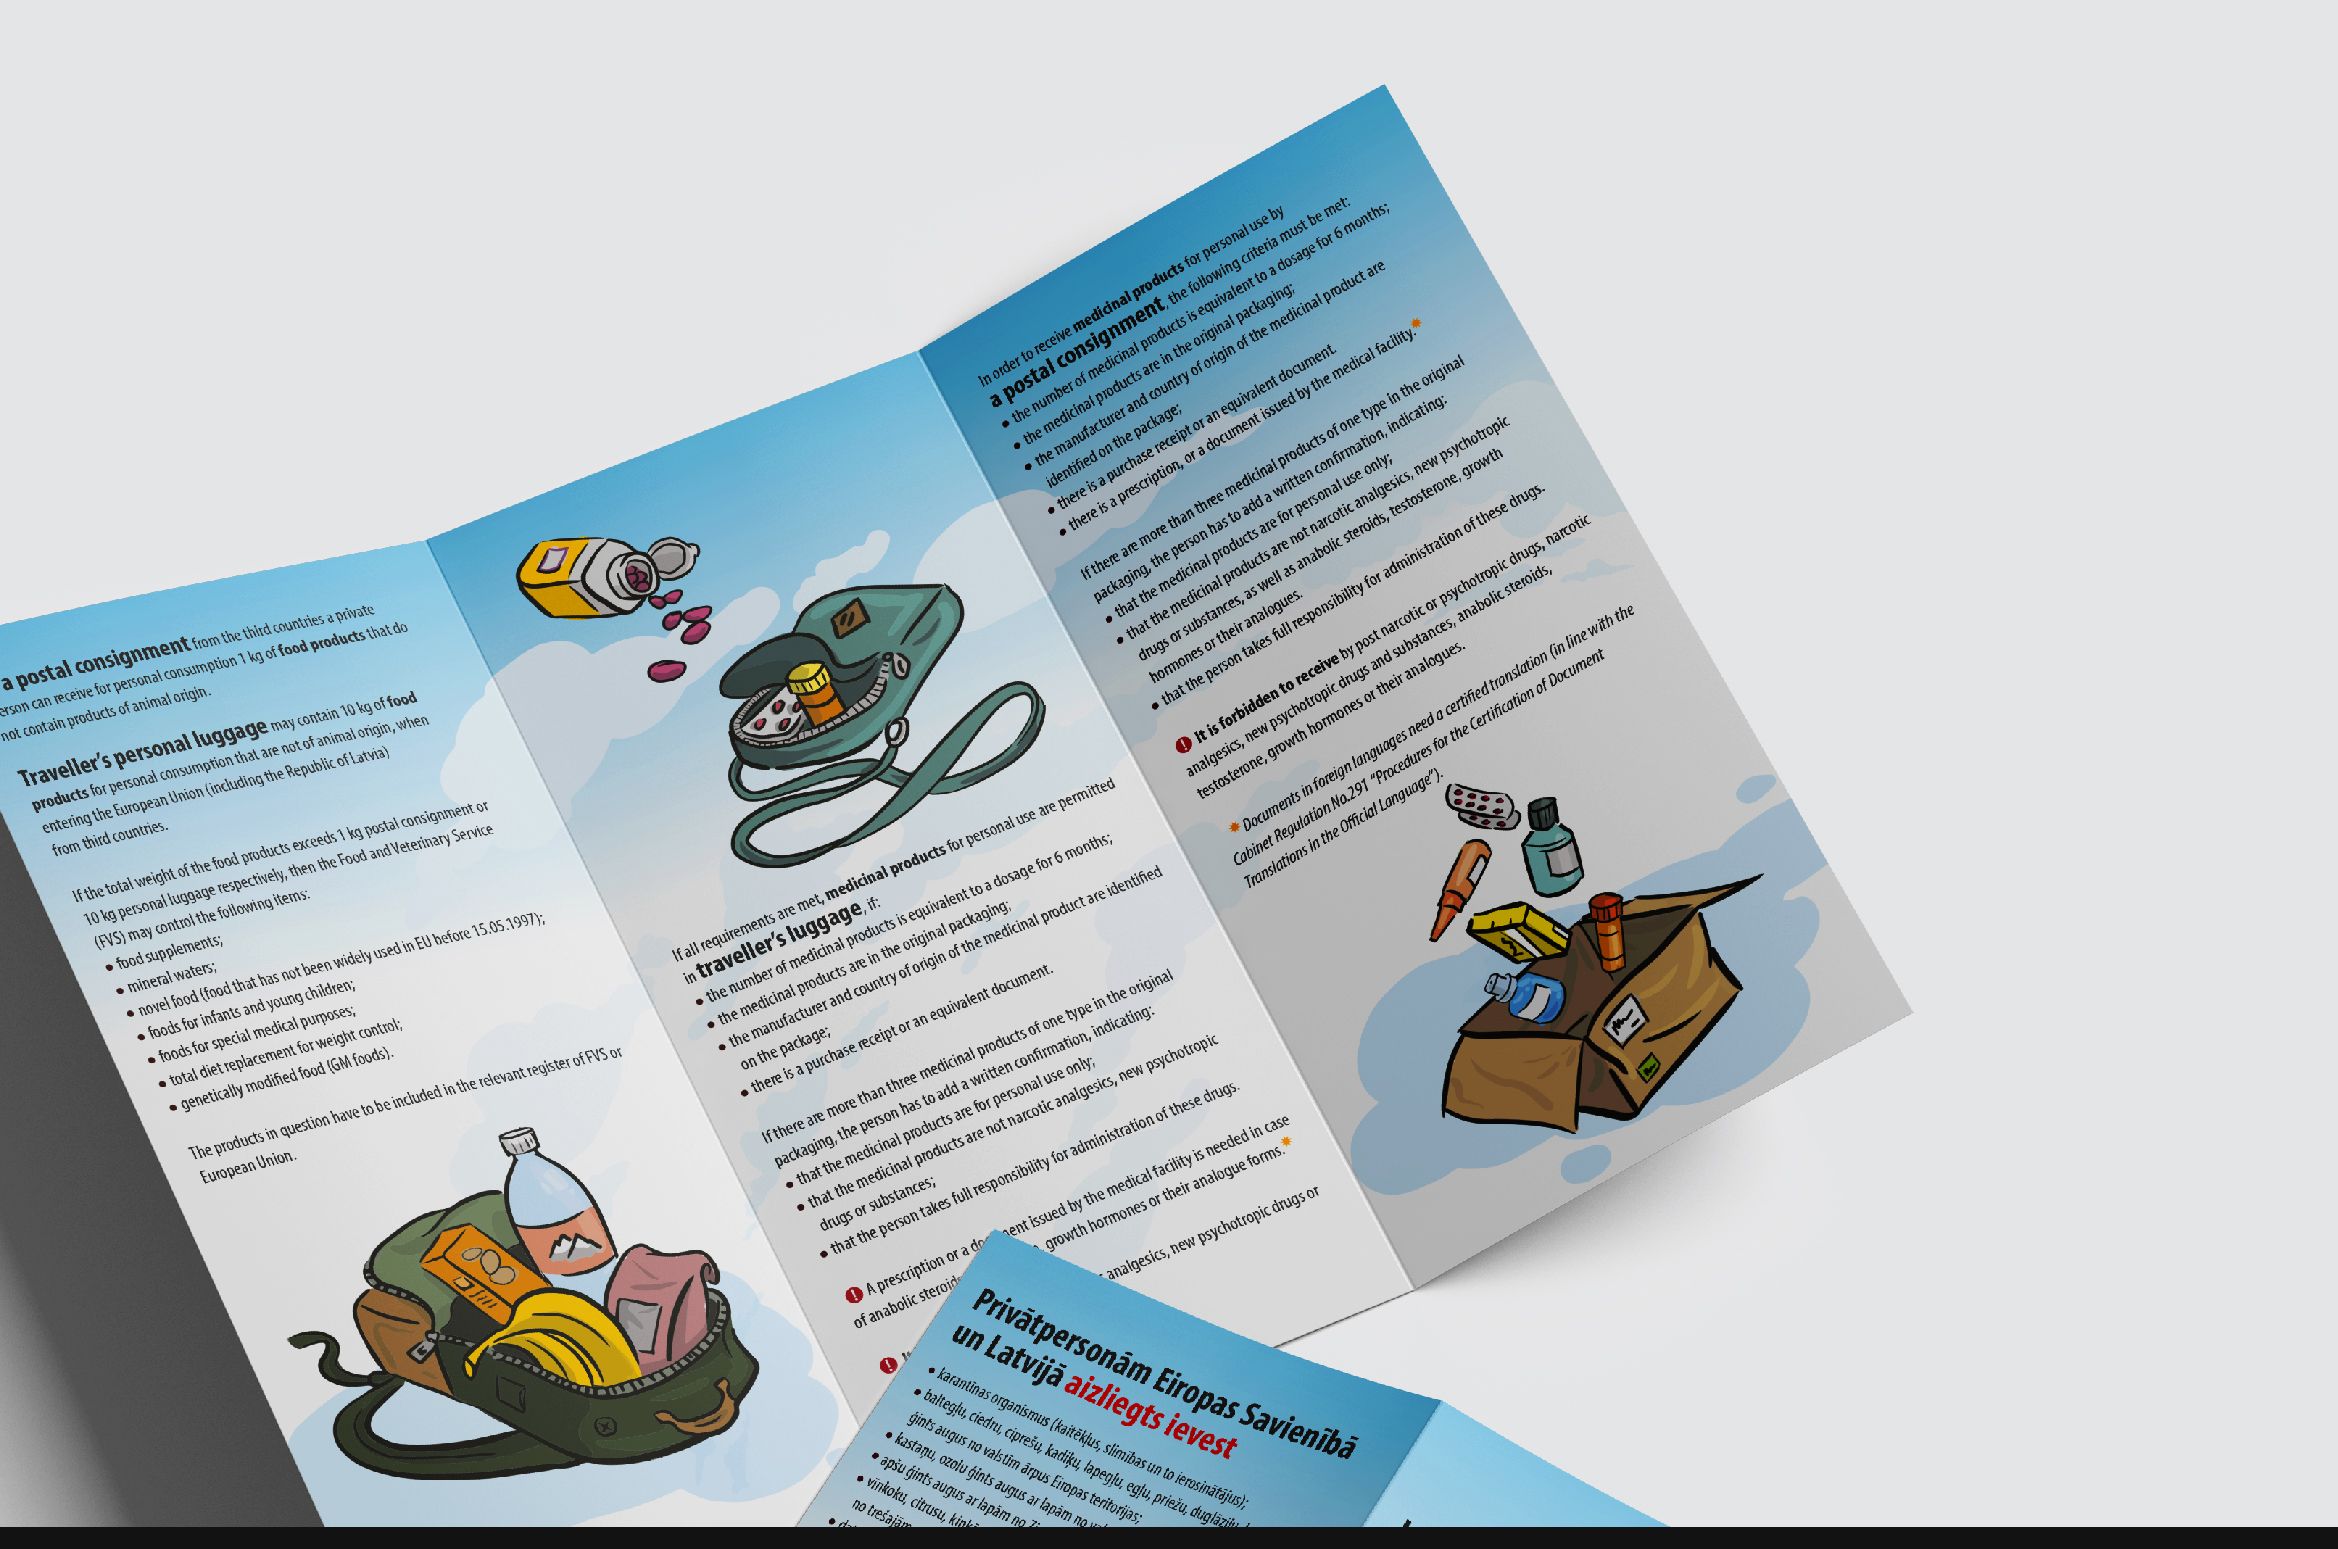 a postal consignment from the third countries a private
erson can receive for personal consumption 1 kg of food products that do
not contain products of animal origin.
Traveller's personal luggage may contain 10 kg of food
products for personal consumption that are not of animal origin, when
entering the European Union (including the Republic of Latvia)
from third countries.
If the total weight of the food products exceeds 1 kg postal consignment or
10 kg personal luggage respectively, then the Food and Veterinary Service
(FVS) may control the following items:
• food supplements;
• mineral waters;
• novel food (food that has not been widely used in EU before 15.05.1997);
• foods for infants and young children;
• foods for special medical purposes;
• total diet replacement for weight control;
• genetically modified food (GM foods).
The products in question have to be included in the relevant register of FVS or
European Union.
If all requirements are met, medicinal products for personal use are permitted
in traveller's luggage, if:
• the number of medicinal products is equivalent to a dosage for 6 months;
• the medicinal products are in the original packaging;
• the manufacturer and country of origin of the medicinal product are identified
on the package;
• there is a purchase receipt or an equivalent document.
If there are more than three medicinal products of one type in the original
packaging, the person has to add a written confirmation, indicating:
• that the medicinal products are for personal use only;
• that the medicinal products are not narcotic analgesics, new psychotropic
drugs or substances;
• that the person takes full responsibility for administration of these drugs.
! A prescription or a issued by the medical facility is needed in case
of anabolic growth hormones or their analogue forms.*
! analgesics, new psychotropic drugs or
In order to receive medicinal products for personal use by
a postal consignment, the following criteria must be met:
• the number of medicinal products is equivalent to a dosage for 6 months;
• the medicinal products are in the original packaging;
• the manufacturer and country of origin of the medicinal product are
identified on the package;
• there is a purchase receipt or an equivalent document.
• there is a prescription, or a document issued by the medical facility.*
If there are more than three medicinal products of one type in the original
packaging, the person has to add a written confirmation, indicating:
• that the medicinal products are for personal use only;
• that the medicinal products are not narcotic analgesics, new psychotropic
drugs or substances, as well as anabolic steroids, testosterone, growth
hormones or their analogues.
• that the person takes full responsibility for administration of these drugs.
! It is forbidden to receive by post narcotic or psychotropic drugs, narcotic
analgesics, new psychotropic drugs and substances, anabolic steroids,
testosterone, growth hormones or their analogues.
* Documents in foreign languages need a certified translation (in line with the
Cabinet Regulation No.291 "Procedures for the Certification of Document
Translations in the Official Language").
Privātpersonām Eiropas Savienībā
un Latvijā aizliegts ievest
• karantīnas organismus (kaitēkļus, slimības un to ierosinātājus);
• baltegļu, ciedru, ciprešu, kadiķu, lapegļu, egļu, priežu, duglāziju
ģints augus no valstīm ārpus Eiropas teritorijas;
• kastaņu, ozolu ģints augus ar lapām no
• apšu ģints augus ar lapām no
• vīnkoku, citrusu,
no trešajām